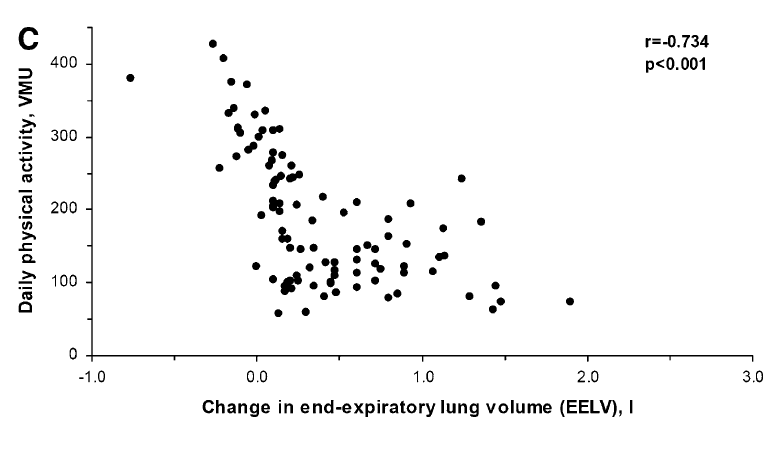 C
r=-0.734
p<0.001
Daily physical activity, VMU
400
300
200
100
0
-1.0 0.0 1.0 2.0 3.0
Change in end-expiratory lung volume (EELV), l